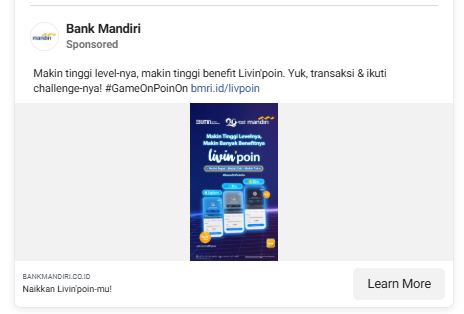 Bank Mandiri
Sponsored
Makin tinggi level-nya, makin tinggi benefit Livin'poin. Yuk, transaksi & ikuti
challenge-nya! #GameOnPoinOn bmri.id/livpoin
mandiri
Makin Tinggi Levelnya,
Makin Banyak Benefitnya
livin'poin
BANKMANDIRI.CO.ID
Naikkan Livin'poin-mu!
Learn More